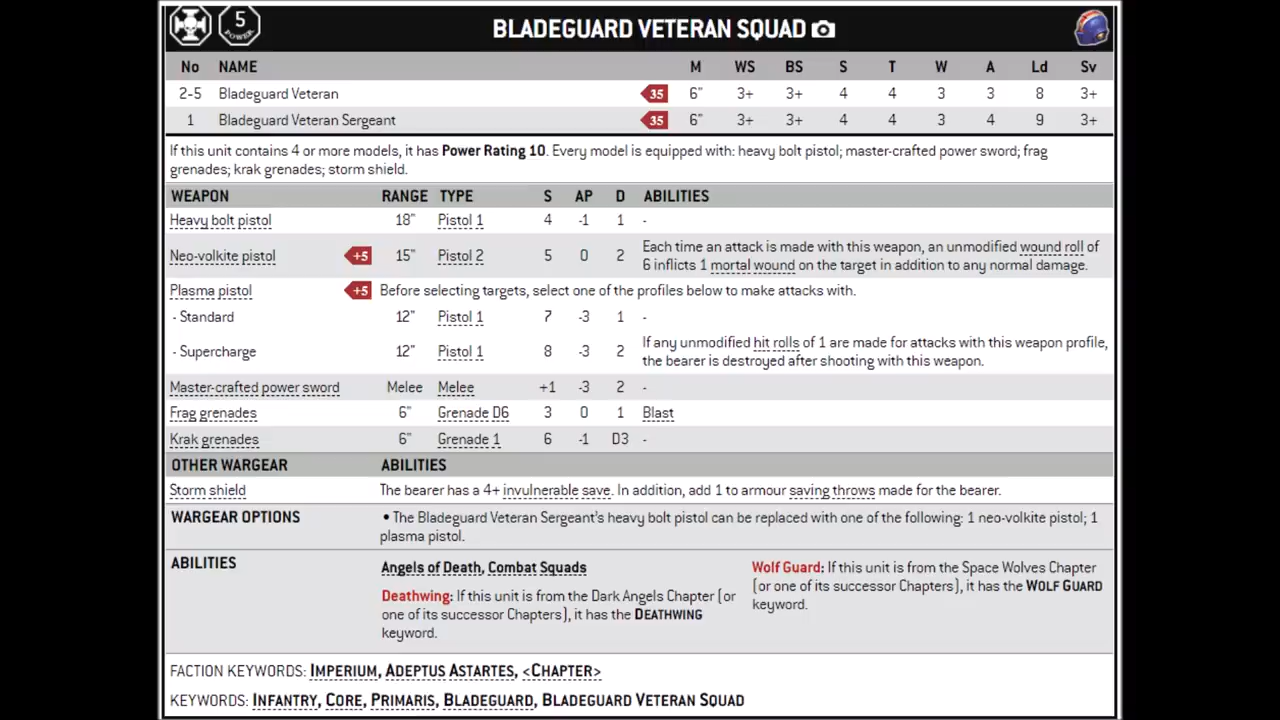 5
POWER
BLADEGUARD VETERAN SQUAD
No NAME M WS BS S T W A Ld Sv
2-5 Bladeguard Veteran 35 6" 3+ 3+ 4 4 3 3 8 3+
1 Bladeguard Veteran Sergeant 35 6" 3+ 3+ 4 4 3 4 9 3+
If this unit contains 4 or more models, it has Power Rating 10. Every model is equipped with: heavy bolt pistol; master-crafted power sword; frag
grenades; krak grenades; storm shield.
WEAPON RANGE TYPE S AP D ABILITIES
Heavy bolt pistol 18" Pistol 1 4 -1 1 -
Neo-volkite pistol +5 15" Pistol 2 5 0 2 Each time an attack is made with this weapon, an unmodified wound roll of
6 inflicts 1 mortal wound on the target in addition to any normal damage.
Plasma pistol +5 Before selecting targets, select one of the profiles below to make attacks with.
- Standard 12" Pistol 1 7 -3 1 -
- Supercharge 12" Pistol 1 8 -3 2 If any unmodified hit rolls of 1 are made for attacks with this weapon profile,
the bearer is destroyed after shooting with this weapon.
Master-crafted power sword Melee Melee +1 -3 2 -
Frag grenades 6" Grenade D6 3 0 1 Blast
Krak grenades 6" Grenade 1 6 -1 D3 -
OTHER WARGEAR ABILITIES
Storm shield The bearer has a 4+ invulnerable save. In addition, add 1 to armour saving throws made for the bearer.
WARGEAR OPTIONS • The Bladeguard Veteran Sergeant's heavy bolt pistol can be replaced with one of the following: 1 neo-volkite pistol; 1
plasma pistol.
ABILITIES
Angels of Death, Combat Squads
Deathwing: If this unit is from the Dark Angels Chapter (or
one of its successor Chapters), it has the DEATHWING
keyword.
Wolf Guard: If this unit is from the Space Wolves Chapter
(or one of its successor Chapters), it has the WOLF GUARD
keyword.
FACTION KEYWORDS: IMPERIUM, ADEPTUS ASTARTES, <CHAPTER>
KEYWORDS: INFANTRY, CORE, PRIMARIS, BLADEGUARD, BLADEGUARD VETERAN SQUAD